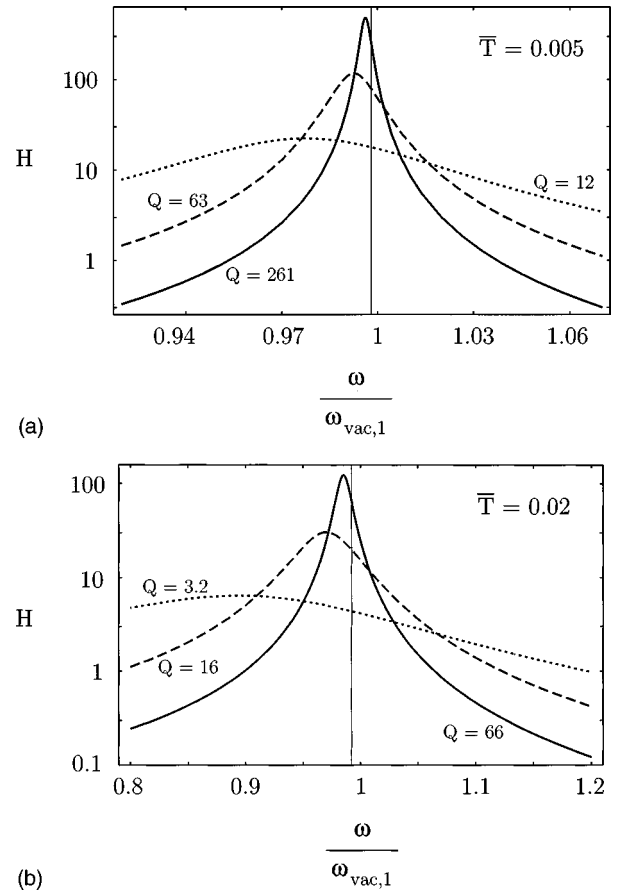 T̅ = 0.005
100
H
10
Q = 63
Q = 12
1
Q = 261
0.94 0.97 1 1.03 1.06
ω
ω_vac,1
(a)
100
T̅ = 0.02
10
Q = 3.2
H
1
Q = 16
Q = 66
0.1
0.8 0.9 1 1.1 1.2
ω
ω_vac,1
(b)